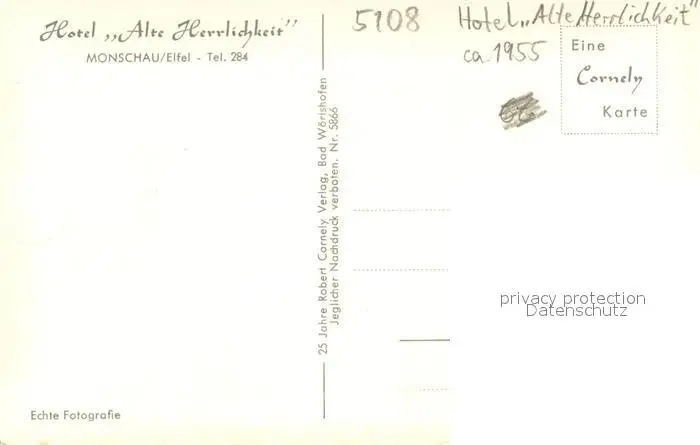 Hotel „Alte Herrlichkeit"
MONSCHAU/Eifel - Tel. 284
5108
Hotel „Alte Herrlichkeit"
ca. 1955
Eine
Cornely
Karte
25 Jahre Robert Cornely Verlag, Bad Wörishofen
Jeglicher Nachdruck verboten. Nr. 5866
privacy protection
Datenschutz
Echte Fotografie